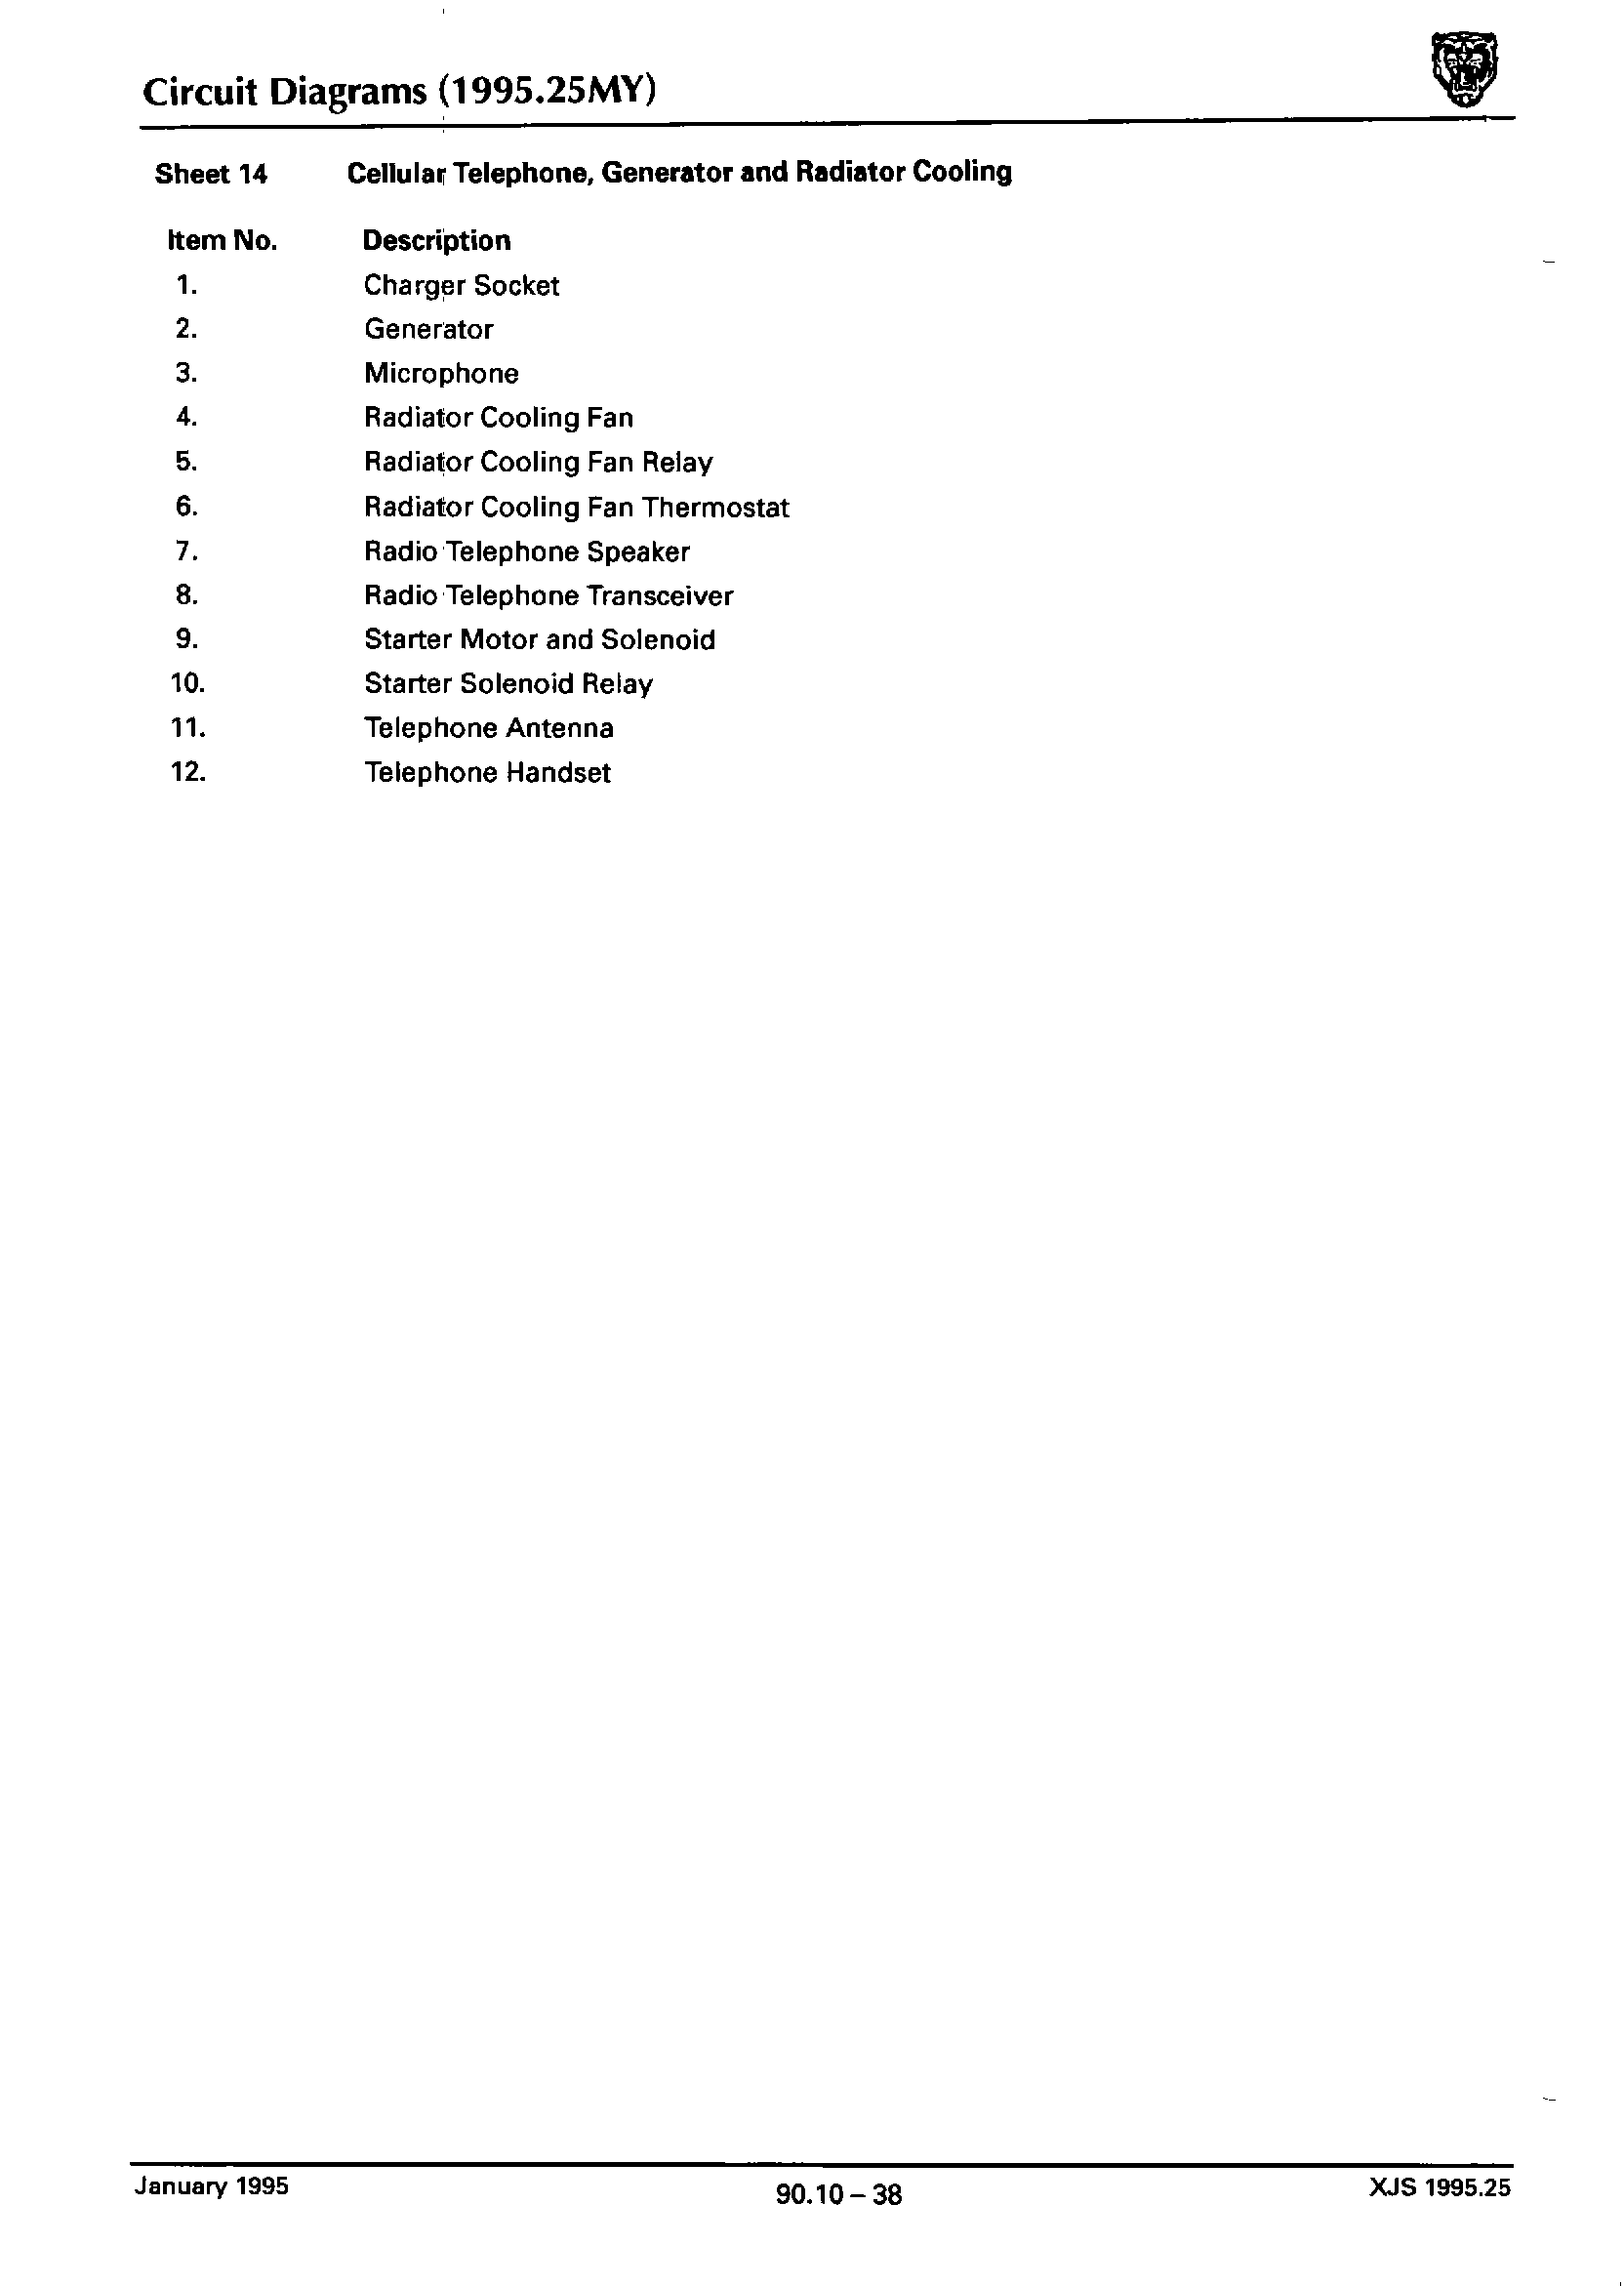 Circuit Diagrams (1995.25MY)
Sheet 14 Cellular Telephone, Generator and Radiator Cooling
Item No. Description
1. Charger Socket
2. Generator
3. Microphone
4. Radiator Cooling Fan
5. Radiator Cooling Fan Relay
6. Radiator Cooling Fan Thermostat
7. Radio Telephone Speaker
8. Radio Telephone Transceiver
9. Starter Motor and Solenoid
10. Starter Solenoid Relay
11. Telephone Antenna
12. Telephone Handset
January 1995 90.10 – 38 XJS 1995.25